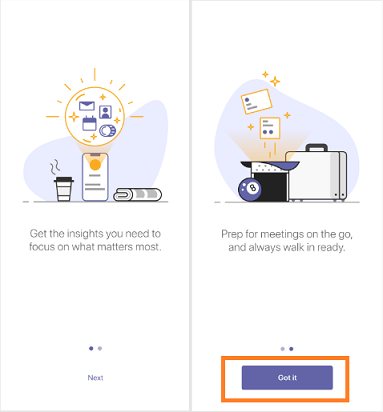 Get the insights you need to
focus on what matters most.
Next
8
Prep for meetings on the go,
and always walk in ready.
Got it